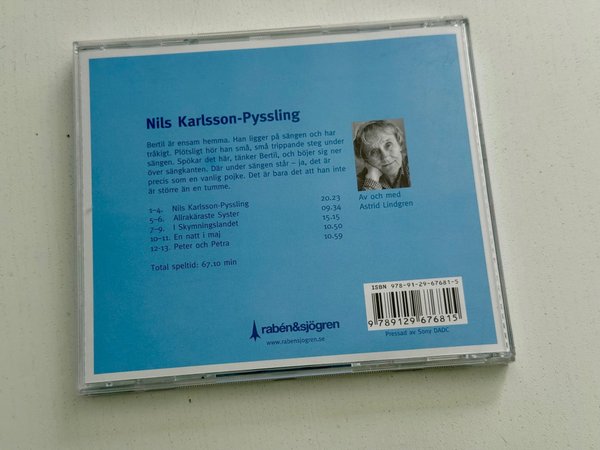 Nils Karlsson-Pyssling
Bertil är ensam hemma. Han ligger på sängen och har
tråkigt. Plötsligt hör han små, små trippande steg under
sängen. Spökar det här, tänker Bertil, och böjer sig ner
över sängkanten. Där under sängen står – ja, det är
precis som en vanlig pojke. Det är bara det att han inte
är större än en tumme.
1–4. Nils Karlsson-Pyssling 20.23
5–6. Allrakäraste Syster 09.34
7–9. I Skymningslandet 15.15
10–11. En natt i maj 10.50
12–13. Peter och Petra 10.59
Total speltid: 67.10 min
Av och med
Astrid Lindgren
rabén&sjögren
www.rabensjogren.se
ISBN 978-91-29-67681-5
9 789129 676815
Pressad av Sony DADC